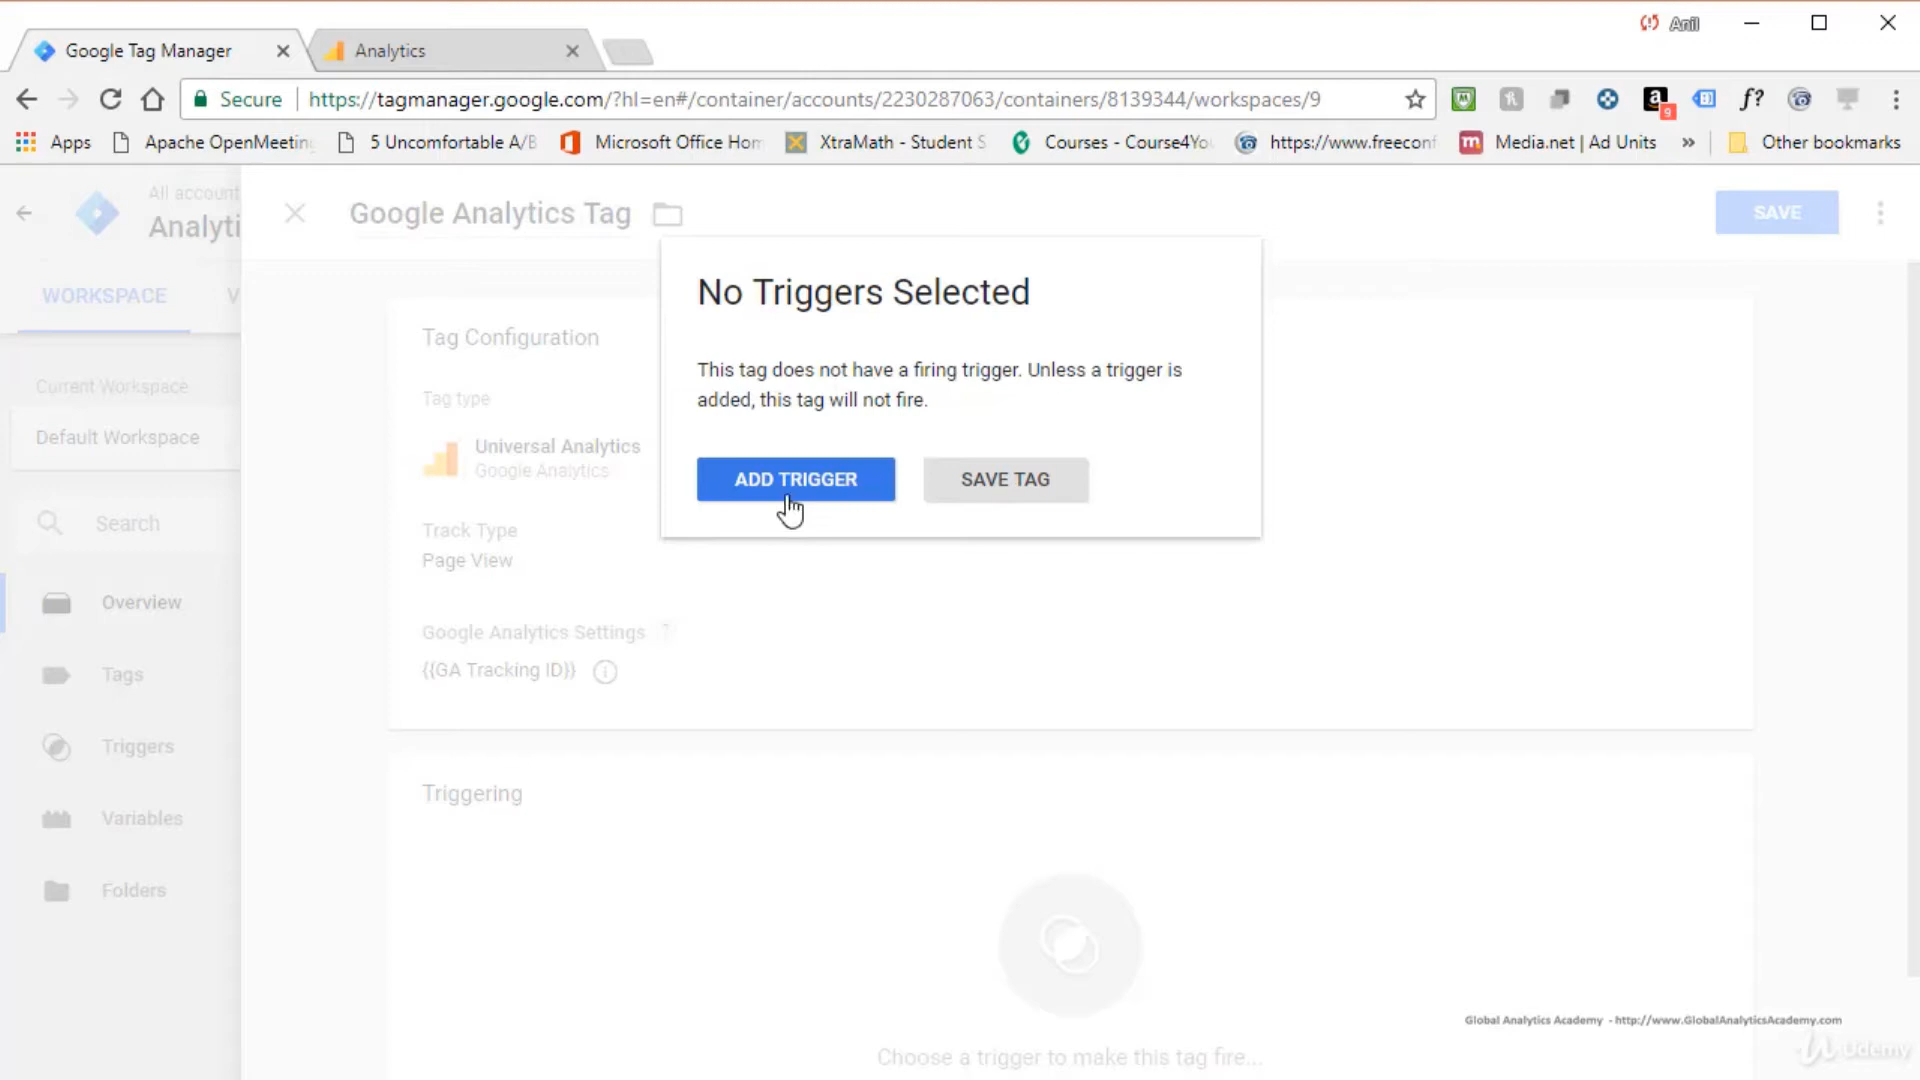 Anil
Google Tag Manager
Analytics
Secure
https://tagmanager.google.com/?hl=en#/container/accounts/2230287063/containers/8139344/workspaces/9
9
f?
Apps
Apache OpenMeeting
5 Uncomfortable A/B
Microsoft Office Hom
XtraMath - Student S
Courses - Course4Yo
https://www.freeconf
m
Media.net | Ad Units
»
Other bookmarks
All account
Analyti
Google Analytics Tag
SAVE
WORKSPACE
V
No Triggers Selected
This tag does not have a firing trigger. Unless a trigger is
added, this tag will not fire.
ADD TRIGGER
SAVE TAG
Current Workspace
Default Workspace
Search
Overview
Tags
Triggers
Variables
Folders
Tag Configuration
Tag type
Universal Analytics
Google Analytics
Track Type
Page View
Google Analytics Settings ?
{{GA Tracking ID}}
Triggering
Choose a trigger to make this tag fire...
Global Analytics Academy - http://www.GlobalAnalyticsAcademy.com
Udemy